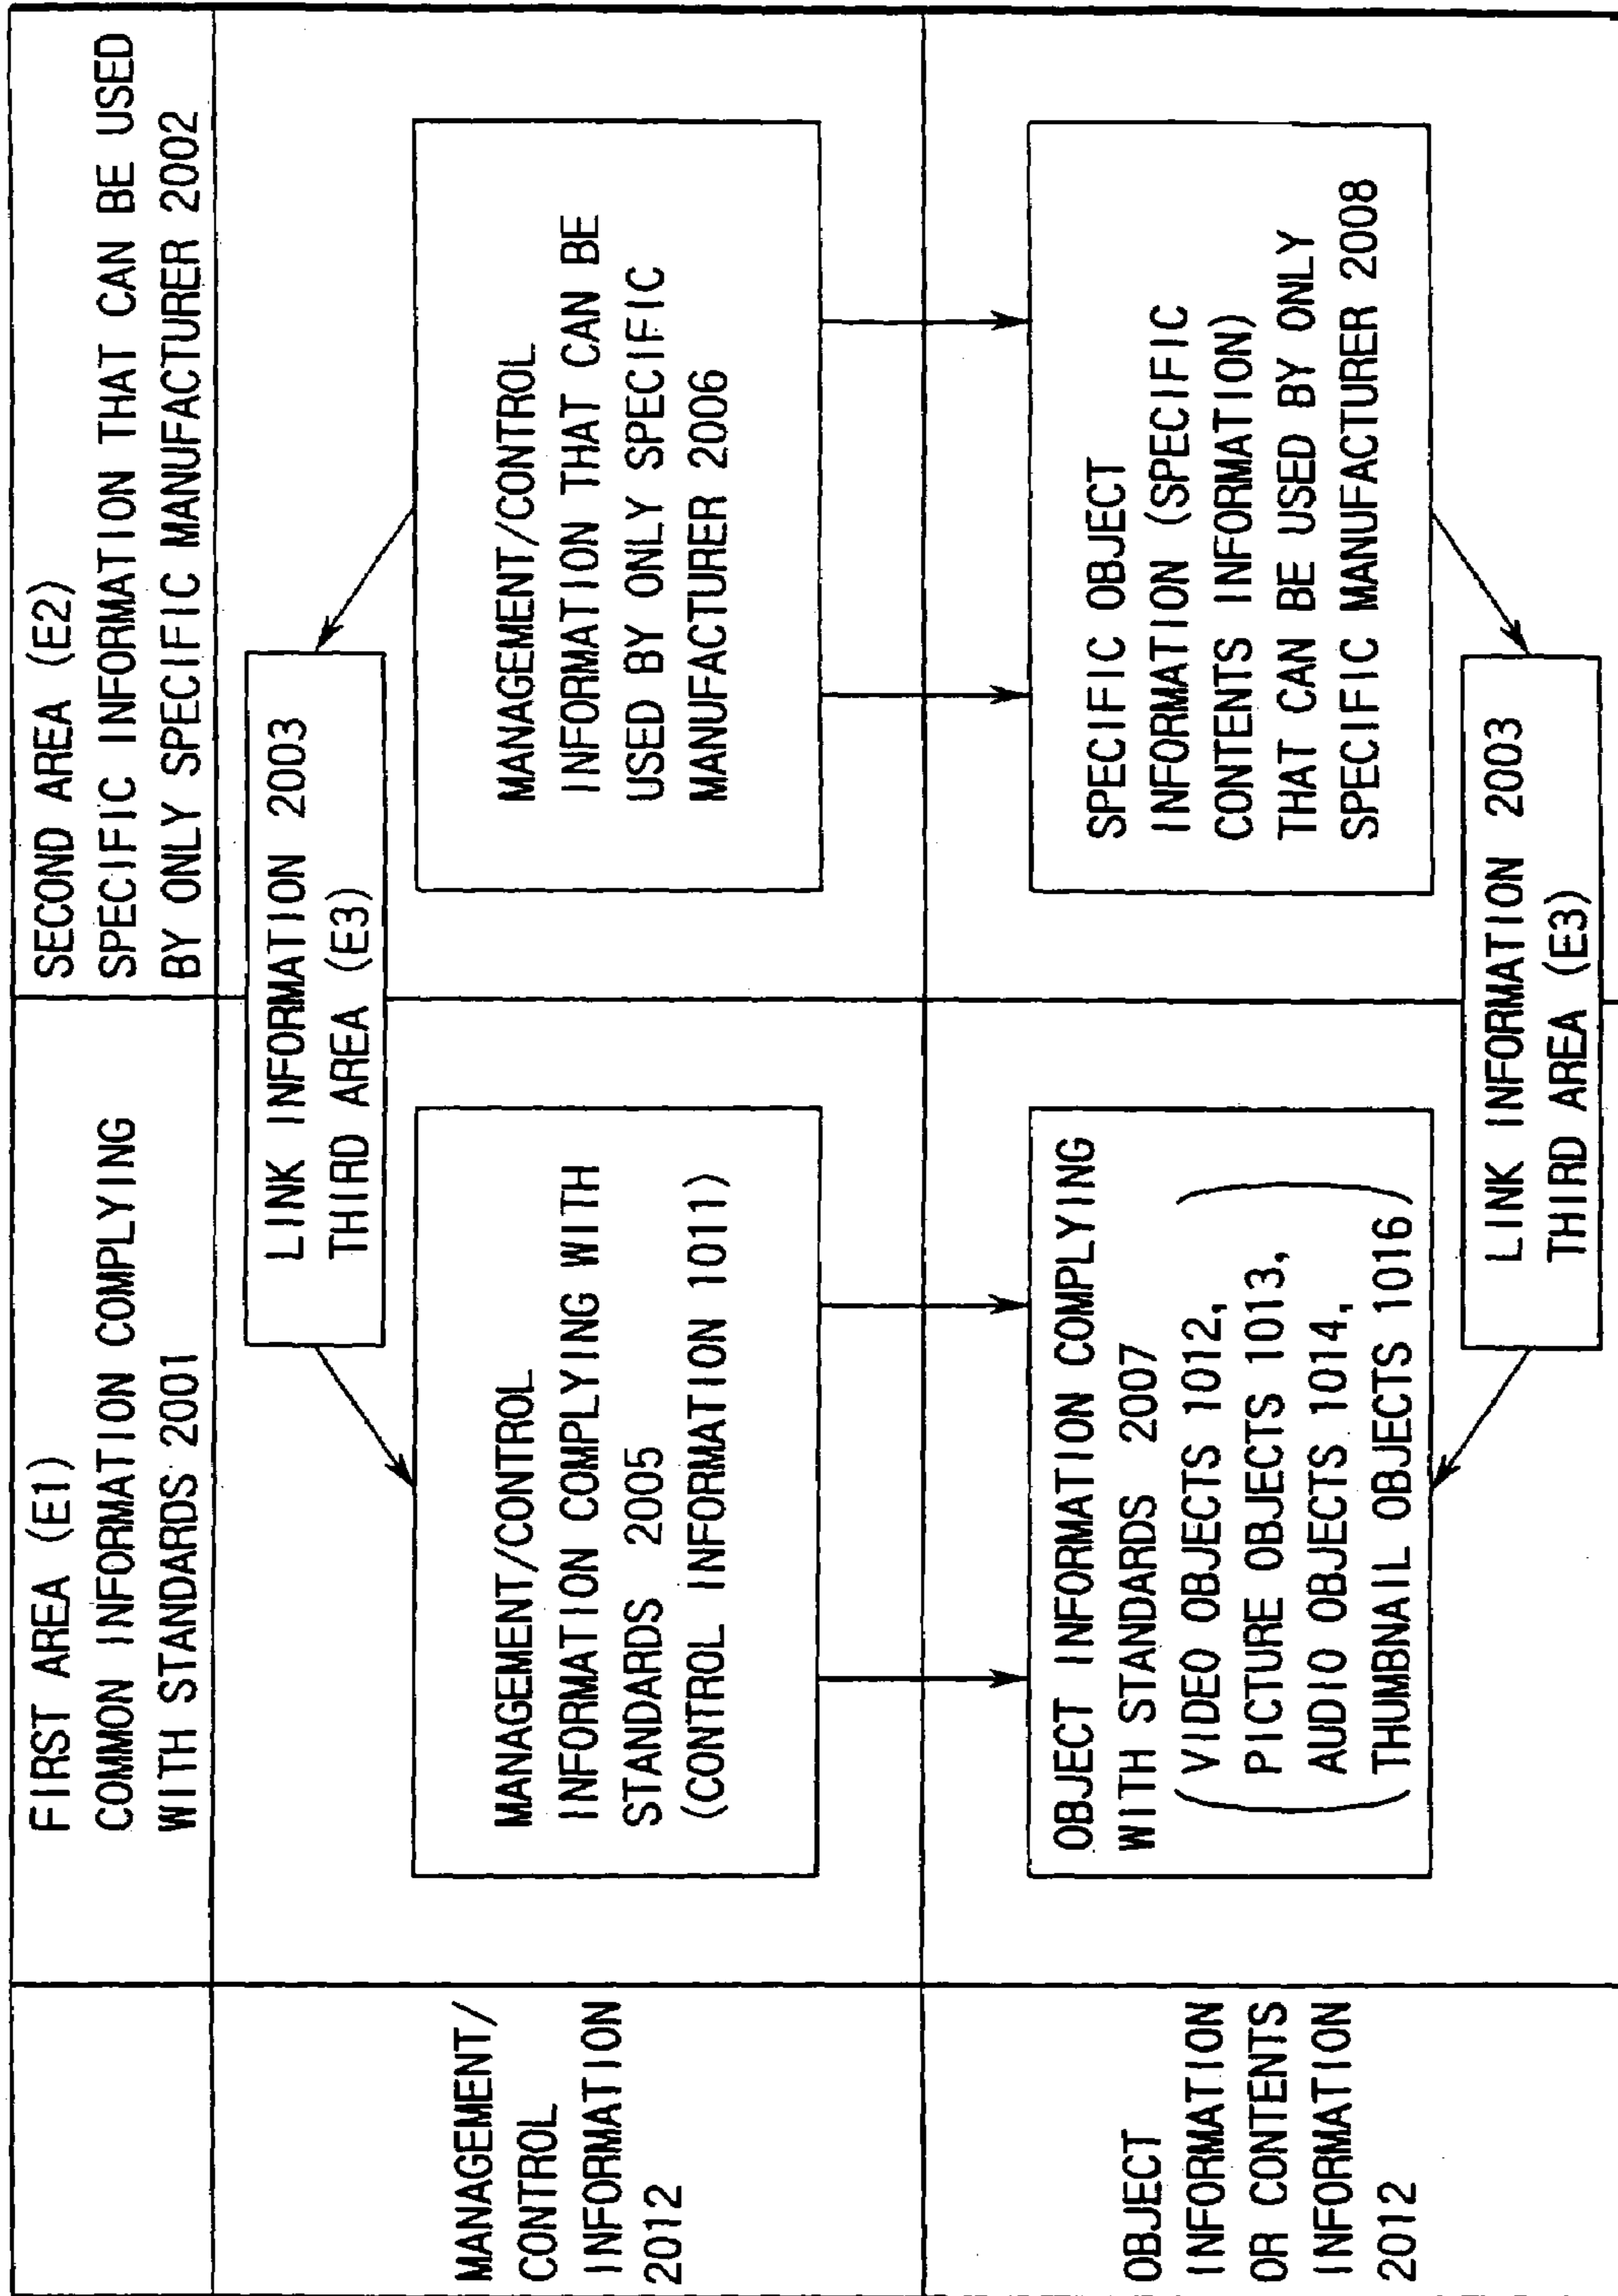 FIRST AREA (E1)
COMMON INFORMATION COMPLYING
WITH STANDARDS 2001
SECOND AREA (E2)
SPECIFIC INFORMATION THAT CAN BE USED
BY ONLY SPECIFIC MANUFACTURER 2002
MANAGEMENT/
CONTROL
INFORMATION
2012
LINK INFORMATION 2003
THIRD AREA (E3)
MANAGEMENT/CONTROL
INFORMATION COMPLYING WITH
STANDARDS 2005
(CONTROL INFORMATION 1011)
MANAGEMENT/CONTROL
INFORMATION THAT CAN BE
USED BY ONLY SPECIFIC
MANUFACTURER 2006
OBJECT
INFORMATION
OR CONTENTS
INFORMATION
2012
OBJECT INFORMATION COMPLYING
WITH STANDARDS 2007
(VIDEO OBJECTS 1012,
PICTURE OBJECTS 1013,
AUDIO OBJECTS 1014,
THUMBNAIL OBJECTS 1016)
SPECIFIC OBJECT
INFORMATION (SPECIFIC
CONTENTS INFORMATION)
THAT CAN BE USED BY ONLY
SPECIFIC MANUFACTURER 2008
LINK INFORMATION 2003
THIRD AREA (E3)